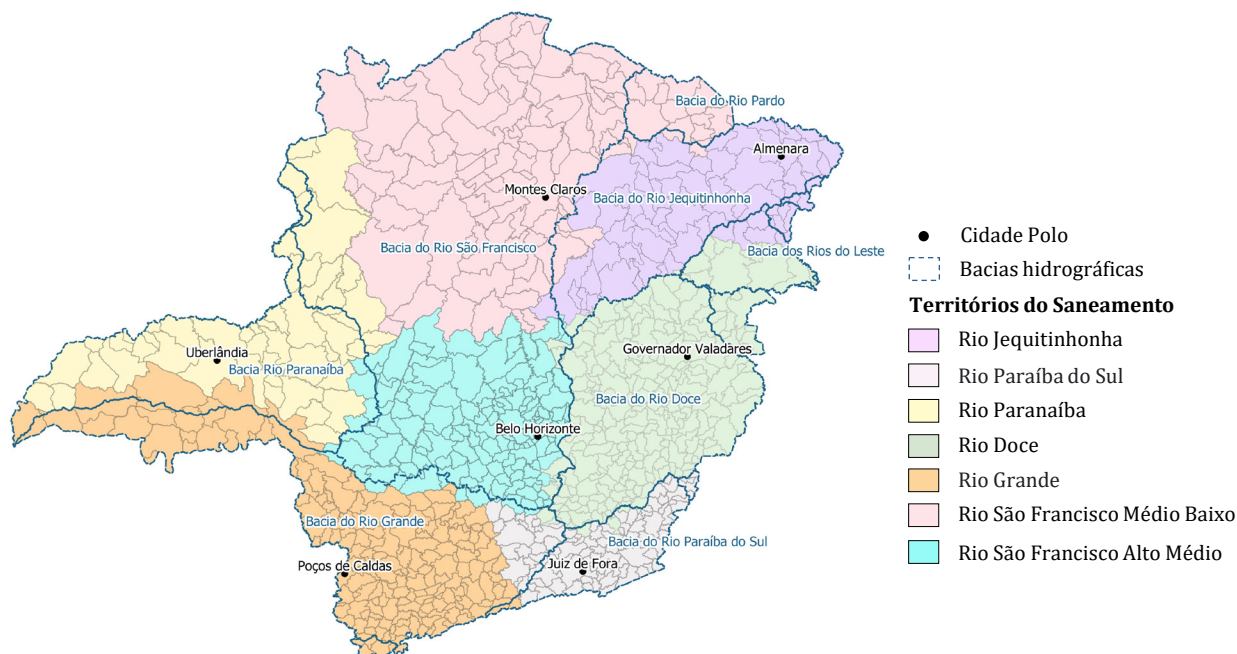 Bacia do Rio Pardo
Almenara
Montes Claros
Bacia do Rio Jequitinhonha
Bacia do Rio São Francisco
Bacia dos Rios do Leste
Uberlândia
Bacia Rio Paranaíba
Governador Valadares
Bacia do Rio Doce
Belo Horizonte
Bacia do Rio Grande
Bacia do Rio Paraíba do Sul
Poços de Caldas
Juiz de Fora
Cidade Polo
Bacias hidrográficas
Territórios do Saneamento
Rio Jequitinhonha
Rio Paraíba do Sul
Rio Paranaíba
Rio Doce
Rio Grande
Rio São Francisco Médio Baixo
Rio São Francisco Alto Médio